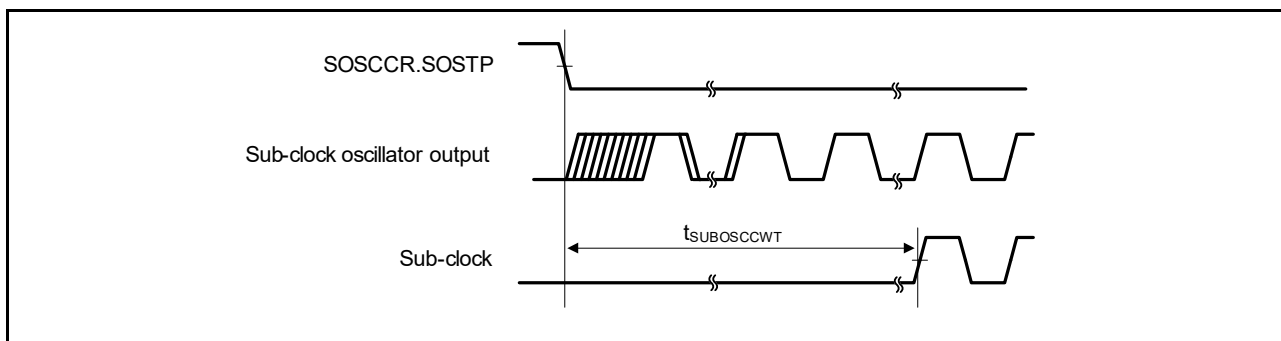 SOSCCR.SOSTP
Sub-clock oscillator output
tSUBOSCCWT
Sub-clock